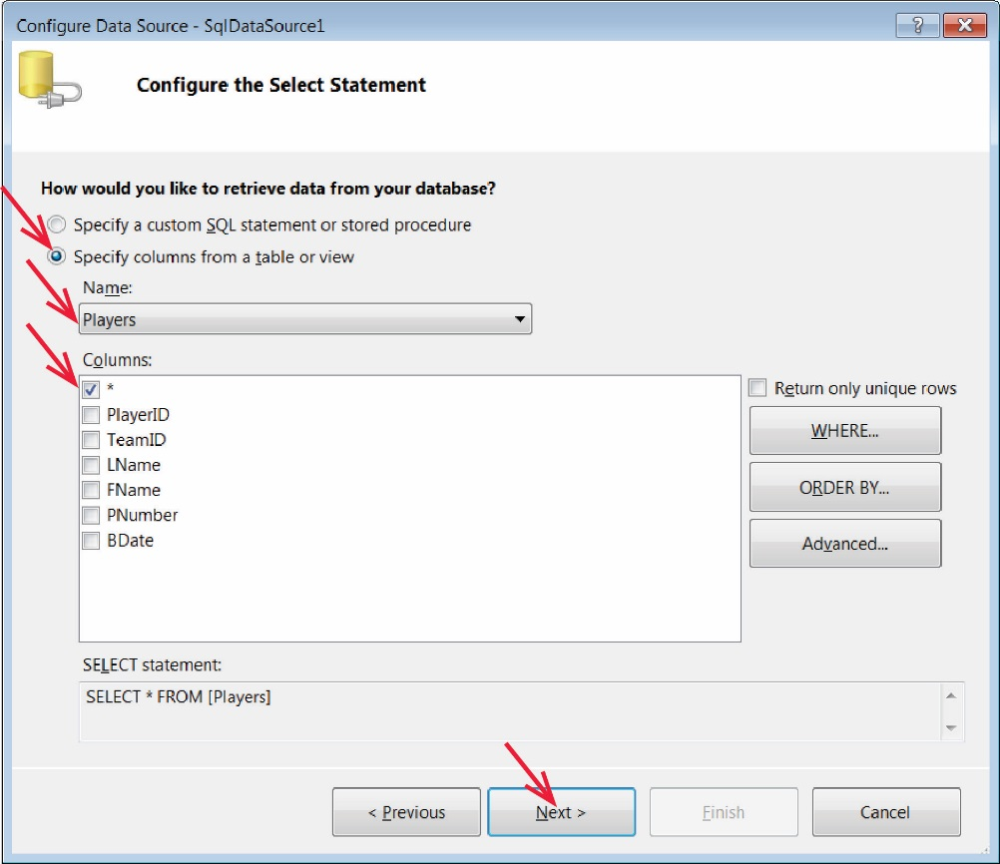 Configure Data Source - SqlDataSource1
?
Configure the Select Statement
How would you like to retrieve data from your database?
Specify a custom SQL statement or stored procedure
Specify columns from a table or view
Name:
Players
Columns:
*
PlayerID
TeamID
LName
FName
PNumber
BDate
Return only unique rows
WHERE...
ORDER BY...
Advanced...
SELECT statement:
SELECT * FROM [Players]
< Previous
Next >
Finish
Cancel